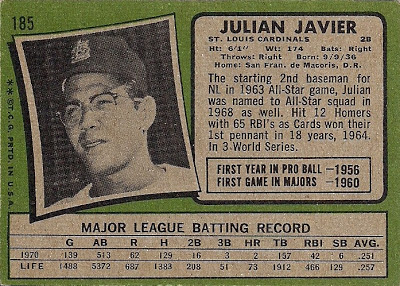 185
JULIAN JAVIER
ST. LOUIS CARDINALS 2B
Ht: 6'1" Wt: 174 Bats: Right
Throws: Right Born: 9/9/36
Home: San Fran. de Macoris, D.R.
The starting 2nd baseman for
NL in 1963 All-Star game, Julian
was named to All-Star squad in
1968 as well. Hit 12 Homers
with 65 RBI's as Cards won their
1st pennant in 18 years, 1964.
In 3 World Series.
FIRST YEAR IN PRO BALL –1956
FIRST GAME IN MAJORS –1960
**©T.C.G. PRTD. IN U.S.A.
MAJOR LEAGUE BATTING RECORD
G AB R H 2B 3B HR TB RBI SB AVG.
1970 139 513 62 129 16 3 2 157 42 6 .251
LIFE 1488 5372 687 1383 208 51 73 1912 466 129 .257